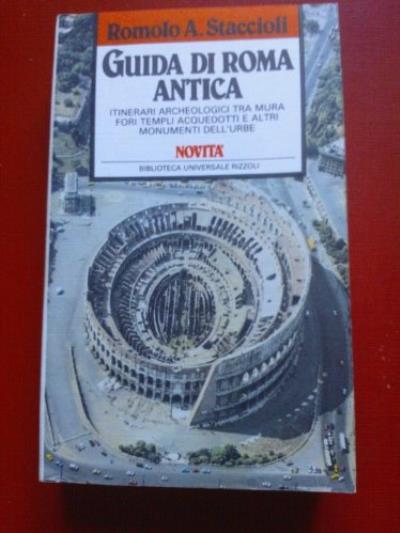 Romolo A. Staccioli
GUIDA DI ROMA
ANTICA
ITINERARI ARCHEOLOGICI TRA MURA
FORI TEMPLI ACQUEDOTTI E ALTRI
MONUMENTI DELL'URBE
NOVITÀ
BIBLIOTECA UNIVERSALE RIZZOLI